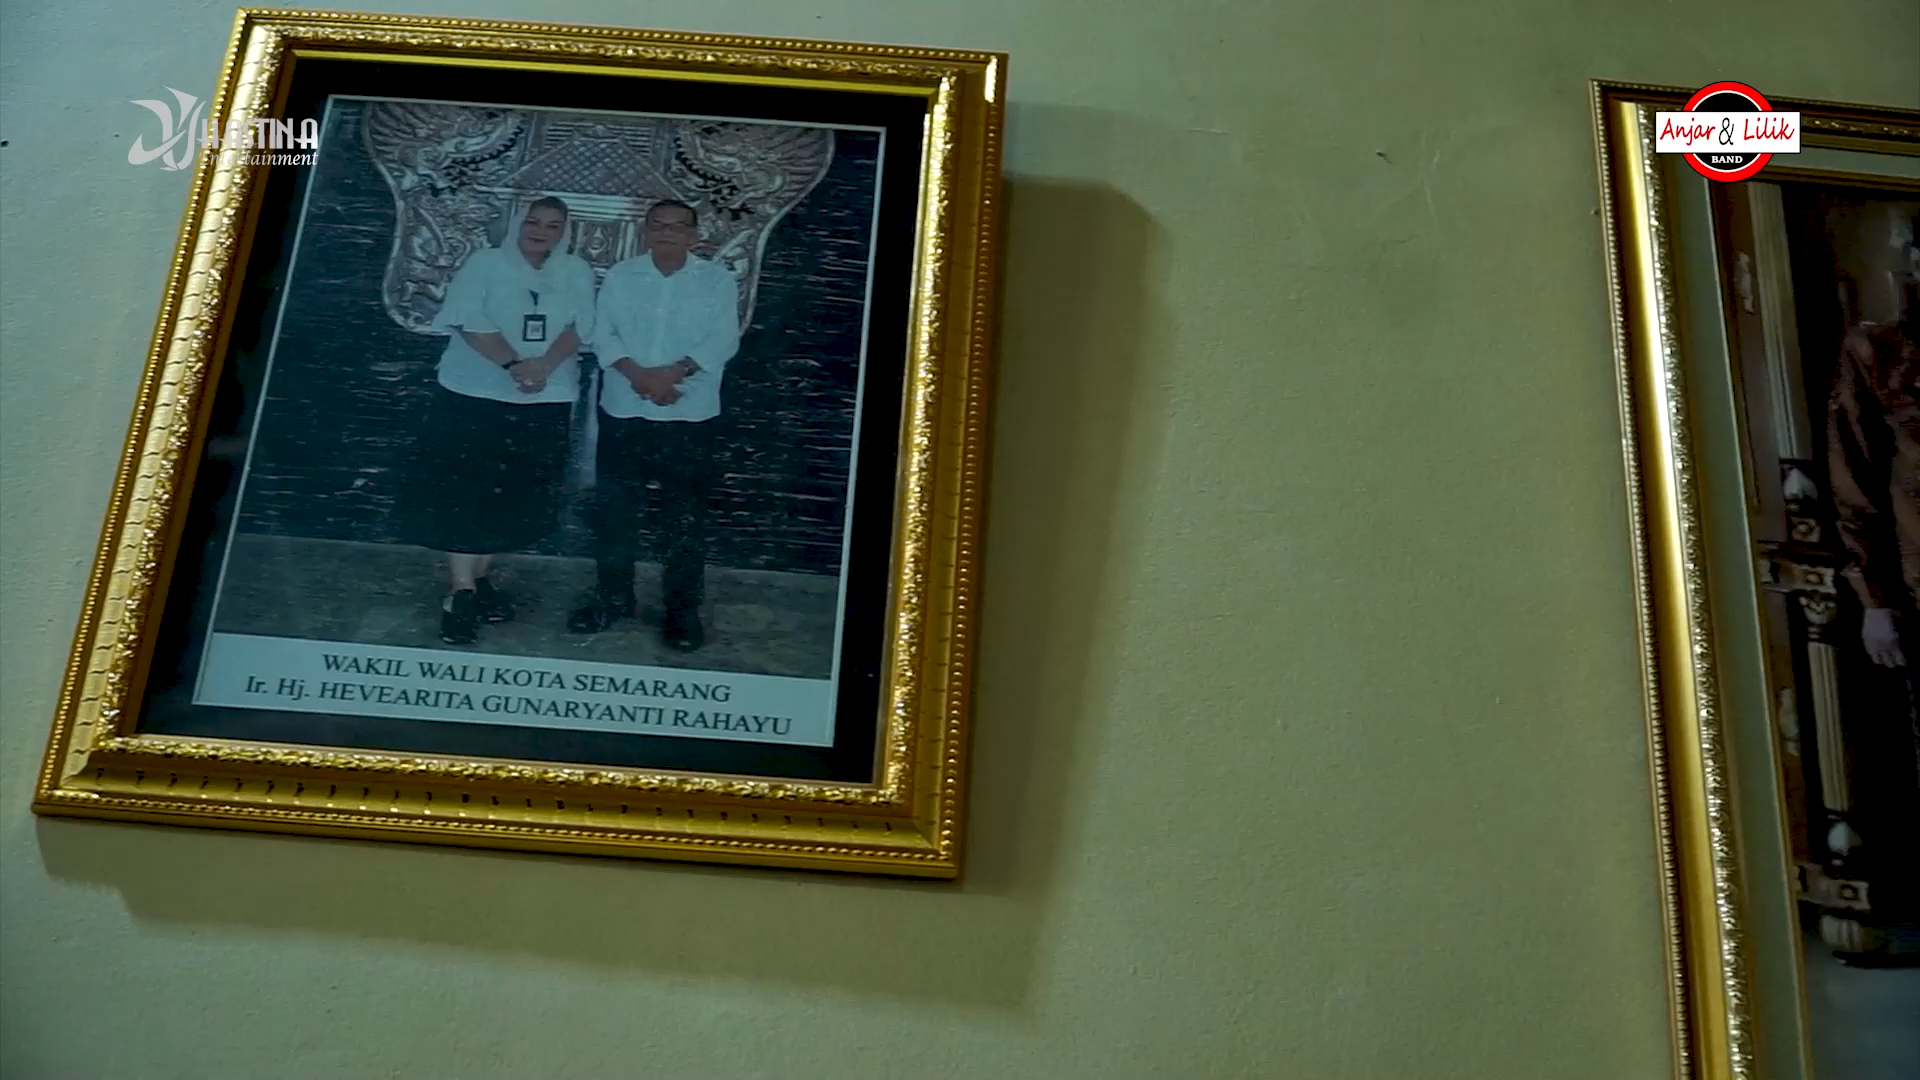 HASTINA
Entertainment
Anjar & Lilik
BAND
WAKIL WALI KOTA SEMARANG
Ir. Hj. HEVEARITA GUNARYANTI RAHAYU